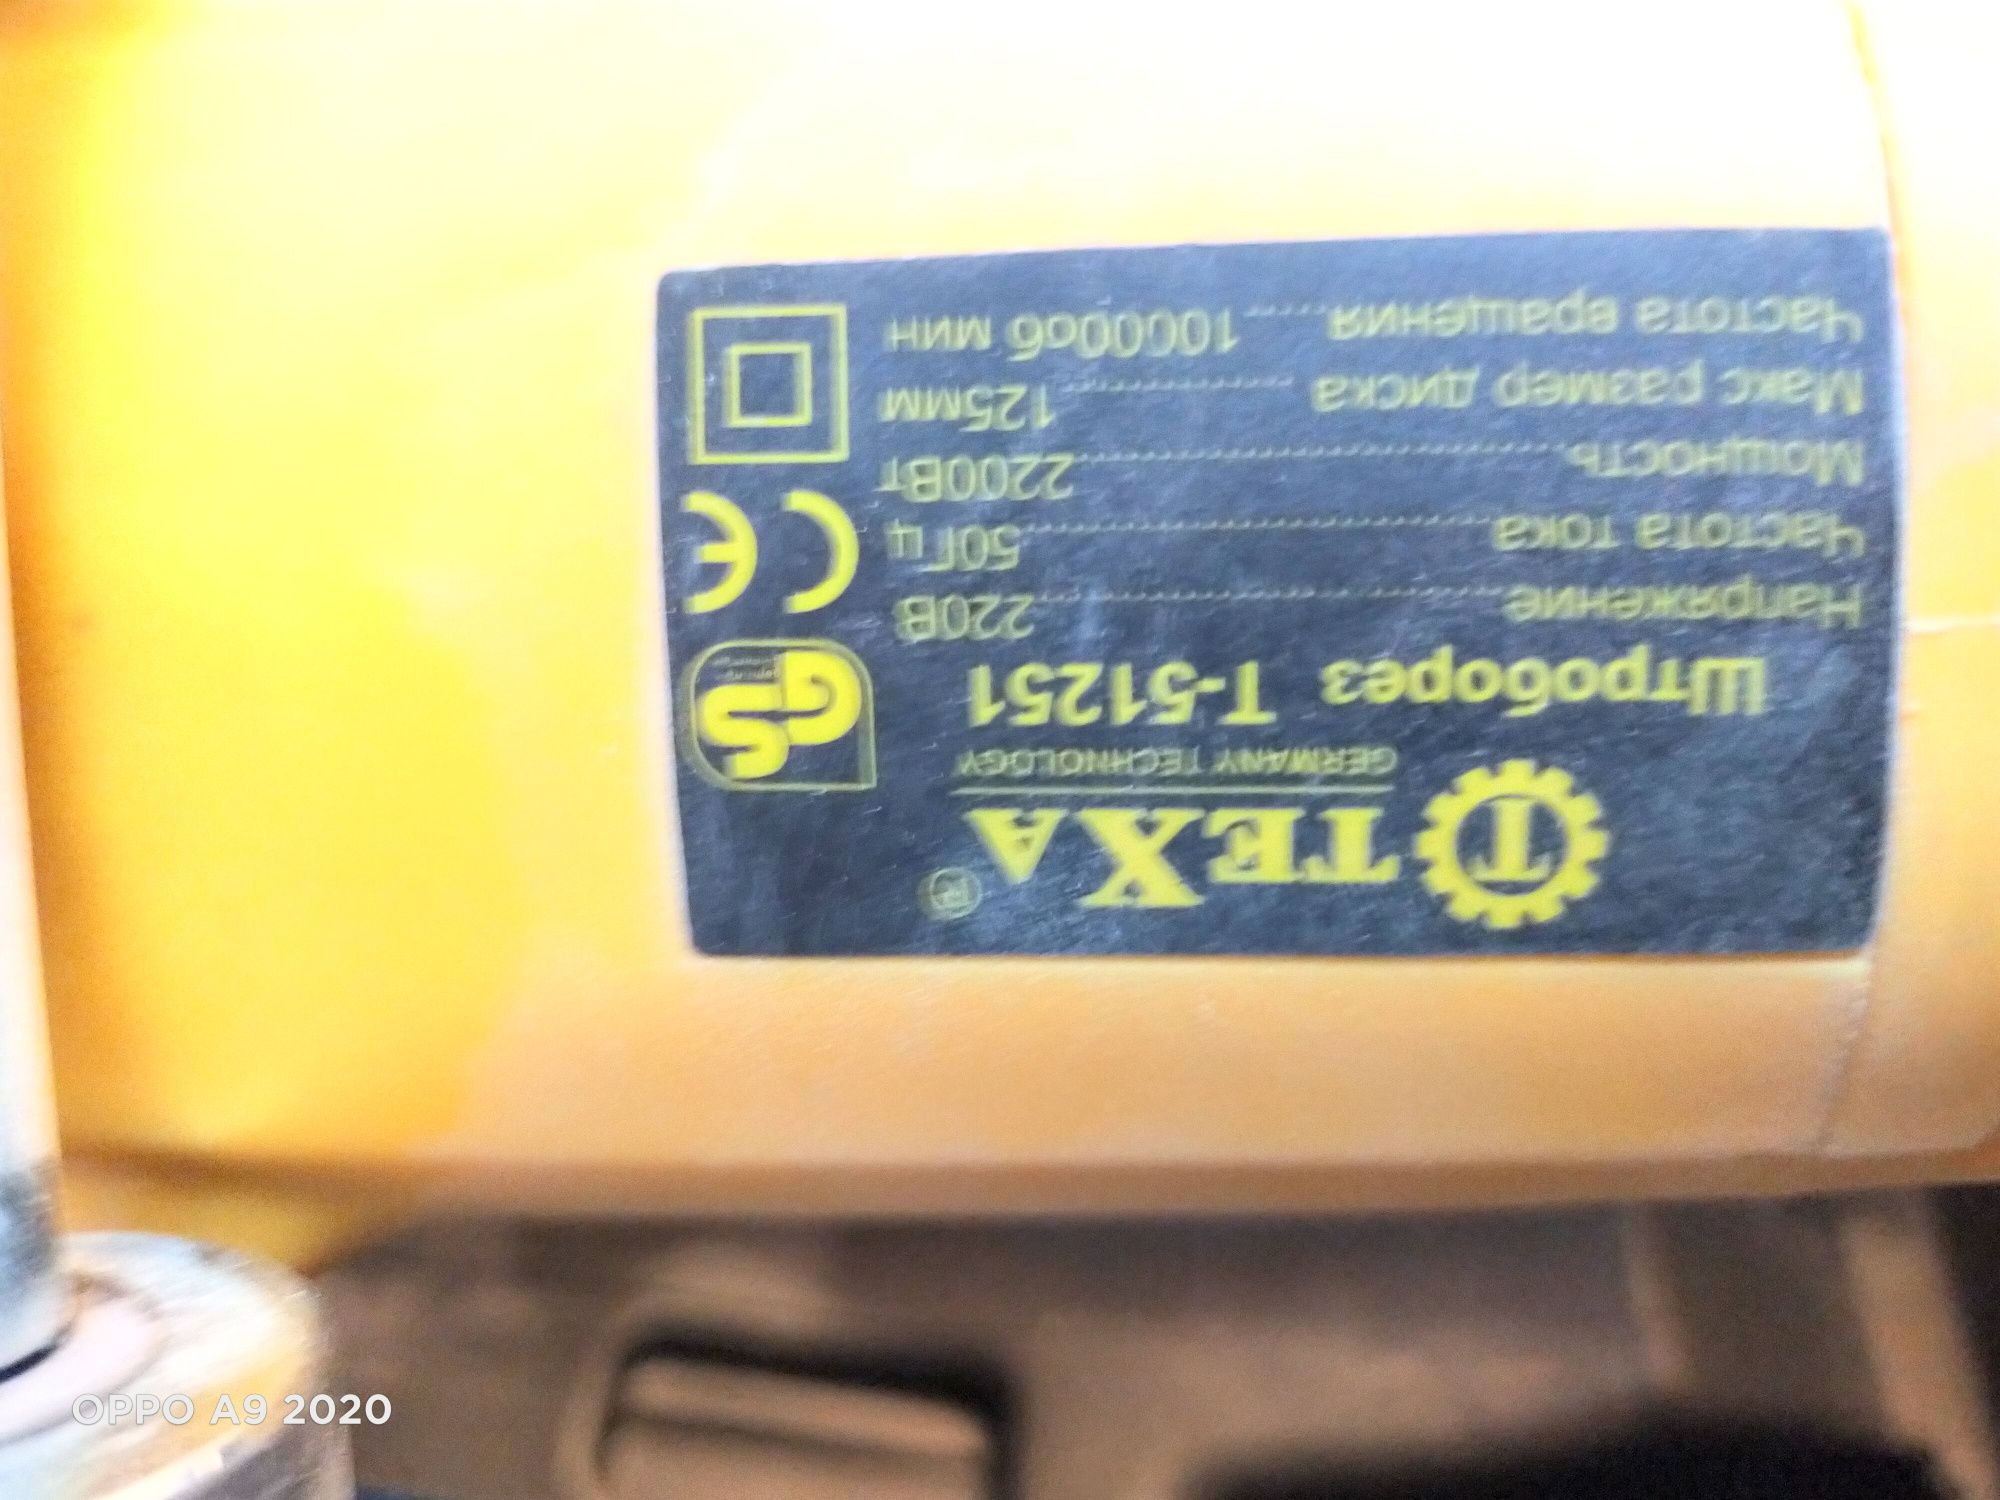 TEXA
GERMANY TECHNOLOGY
Штроборез Т-51251
Напряжение 220В
Частота тока 50Гц
Мощность 2200Вт
Макс размер диска 125мм
Частота вращения 10000об мин
GS
CE
OPPO A9 2020